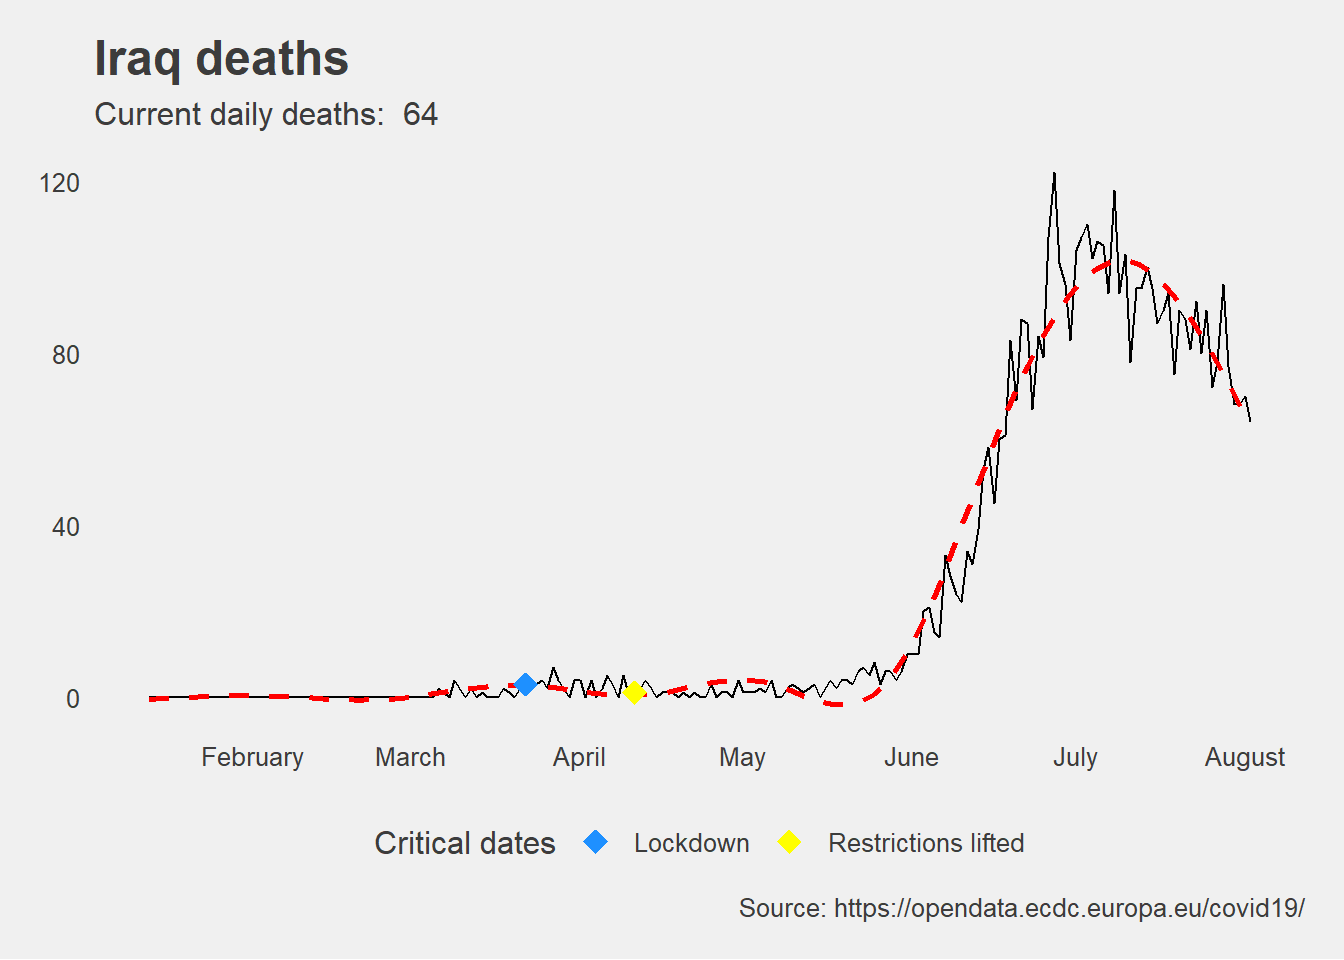 Iraq deaths
Current daily deaths:  64
120
80
40
0
February March April May June July August
Critical dates Lockdown Restrictions lifted
Source: https://opendata.ecdc.europa.eu/covid19/